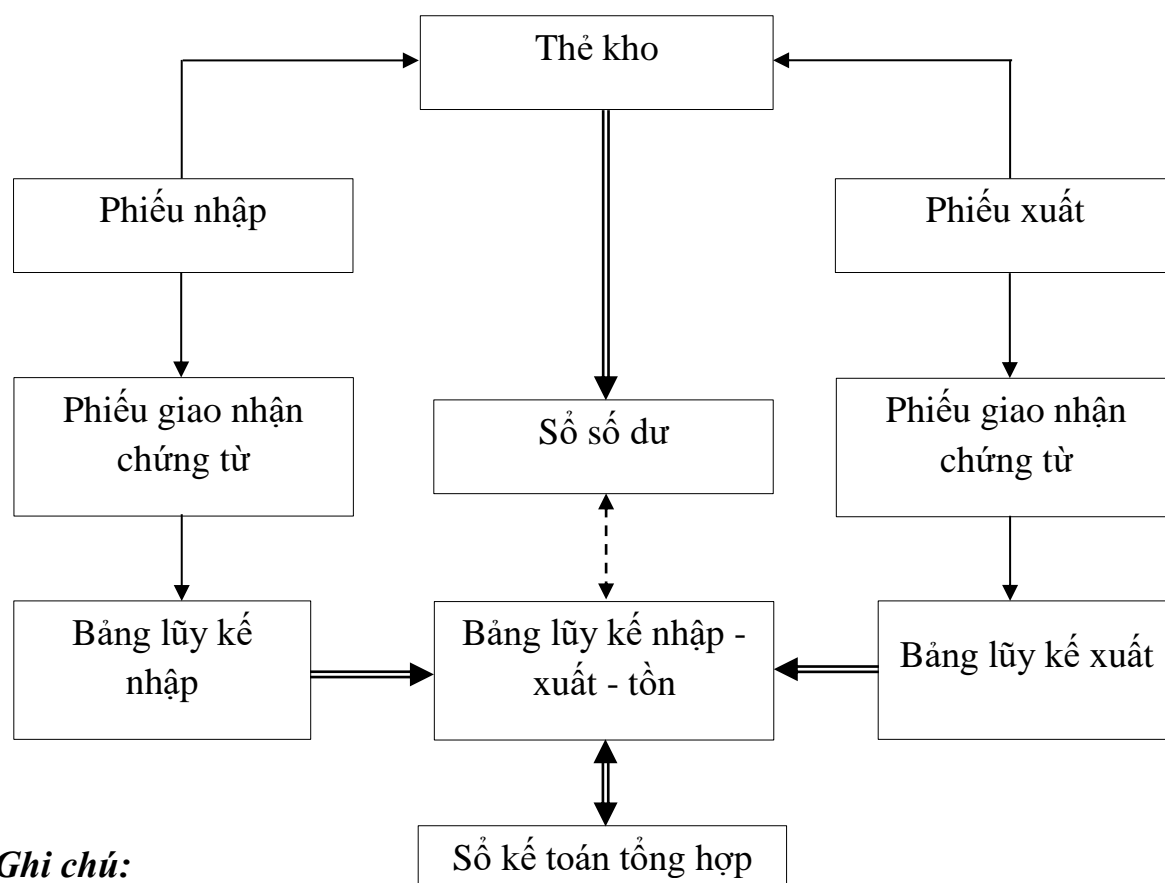 Thẻ kho
Phiếu nhập
Phiếu xuất
Phiếu giao nhận
chứng từ
Sổ số dư
Phiếu giao nhận
chứng từ
Bảng lũy kế
nhập
Bảng lũy kế nhập -
xuất - tồn
Bảng lũy kế xuất
Sổ kế toán tổng hợp
Ghi chú: